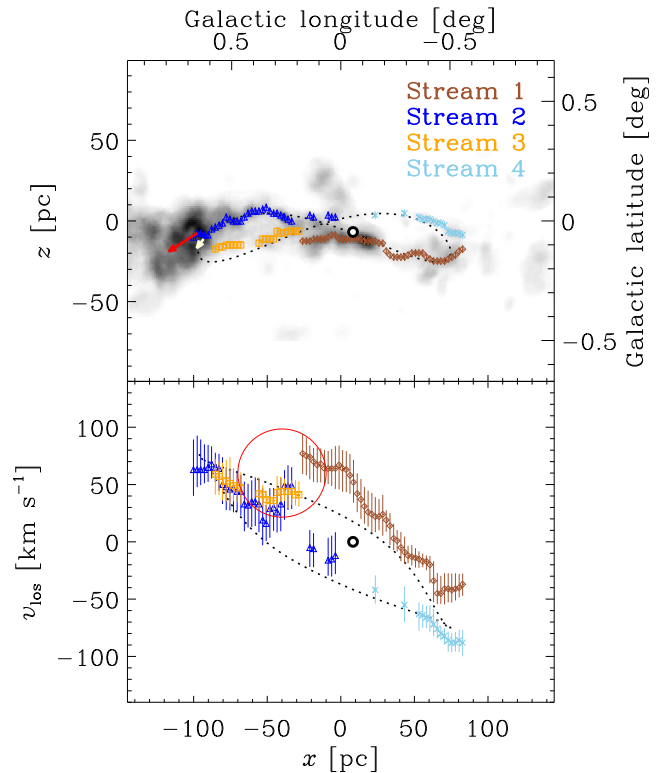 Galactic longitude [deg]
0.5 0 −0.5
Stream 1
Stream 2
Stream 3
Stream 4
50
0
−50
z [pc]
0.5
0
−0.5
Galactic latitude [deg]
100
50
0
−50
−100
v_los [km s⁻¹]
−100 −50 0 50 100
x [pc]